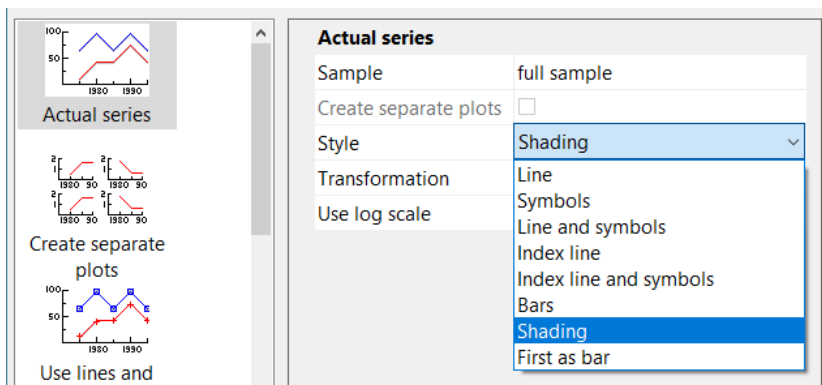 100
50
1980 1990
Actual series
2 2
1 1
1980 90 1980 90
2 2
1 1
1980 90 1980 90
Create separate
plots
100
50
1980 1990
Use lines and
Actual series
Sample full sample
Create separate plots
Style Shading
Transformation
Use log scale
Line
Symbols
Line and symbols
Index line
Index line and symbols
Bars
Shading
First as bar